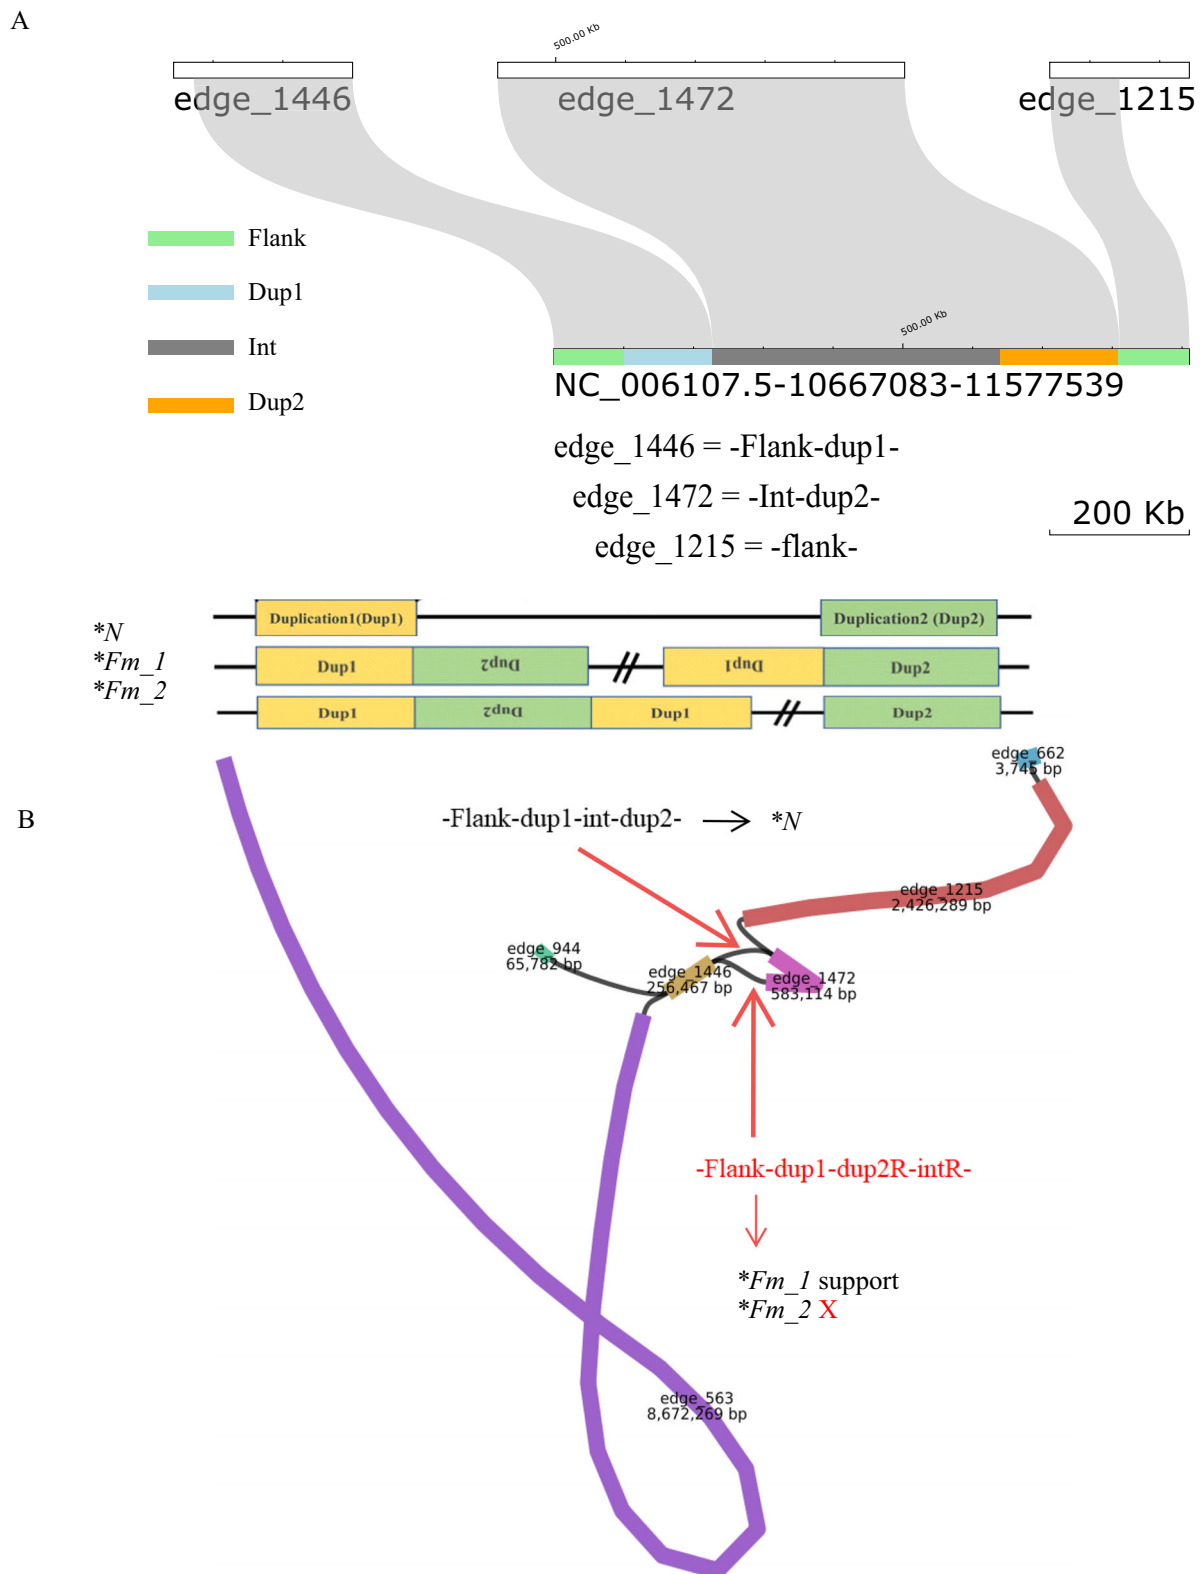 A
500.00 Kb
edge_1446
edge_1472
edge_1215
Flank
Dup1
Int
Dup2
500.00 Kb
NC_006107.5-10667083-11577539
edge_1446 = -Flank-dup1-
edge_1472 = -Int-dup2-
edge_1215 = -flank-
200 Kb
*N
*Fm_1
*Fm_2
Duplication1(Dup1)
Duplication2 (Dup2)
Dup1
Dup2
Dup1
Dup2
Dup1
Dup2
Dup1
Dup2
B
-Flank-dup1-int-dup2-
*N
edge_662
3,745 bp
edge_1215
2,426,289 bp
edge_944
65,782 bp
edge_1446
256,467 bp
edge_1472
583,114 bp
-Flank-dup1-dup2R-intR-
*Fm_1 support
*Fm_2 X
edge_563
8,672,269 bp